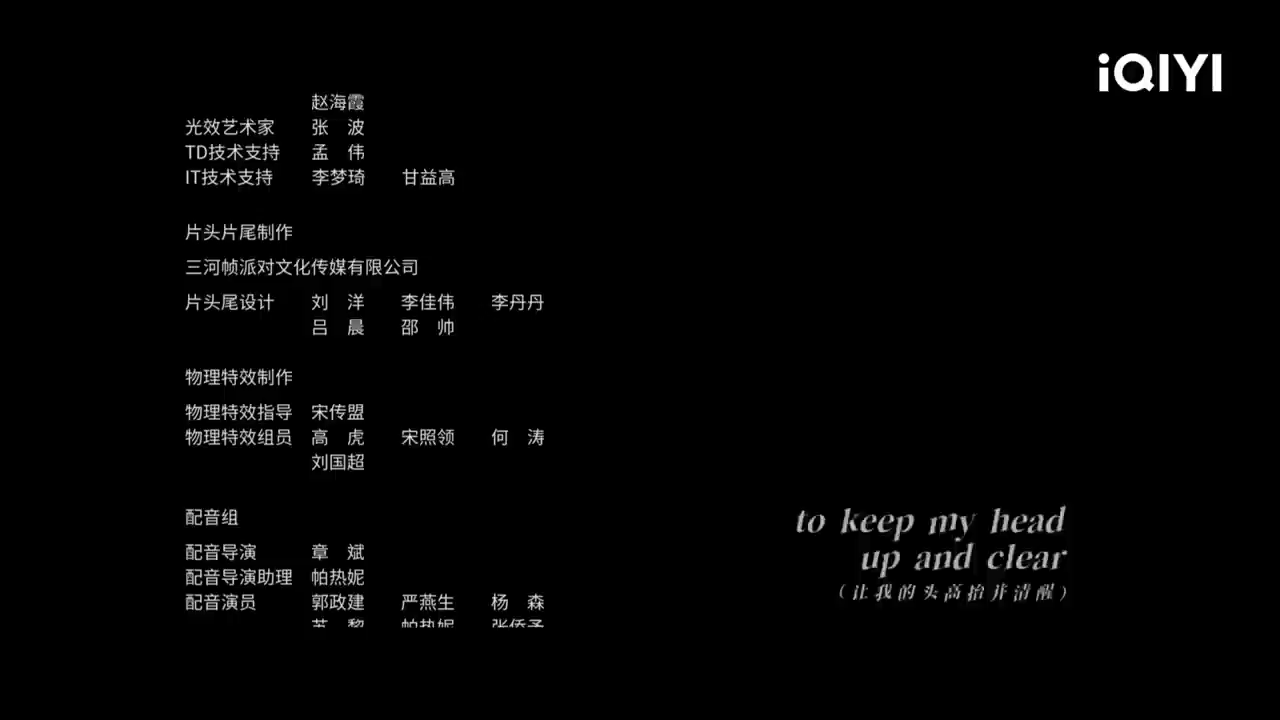 iQIYI
赵海霞
光效艺术家 张 波
TD技术支持 孟 伟
IT技术支持 李梦琦 甘益高
片头片尾制作
三河帧派对文化传媒有限公司
片头尾设计 刘 洋 李佳伟 李丹丹
吕 晨 邵 帅
物理特效制作
物理特效指导 宋传盟
物理特效组员 高 虎 宋照领 何 涛
刘国超
配音组
配音导演 章 斌
配音导演助理 帕热妮
配音演员 郭政建 严燕生 杨 森
帕热妮
to keep my head
up and clear
(让我的头高抬并清醒)